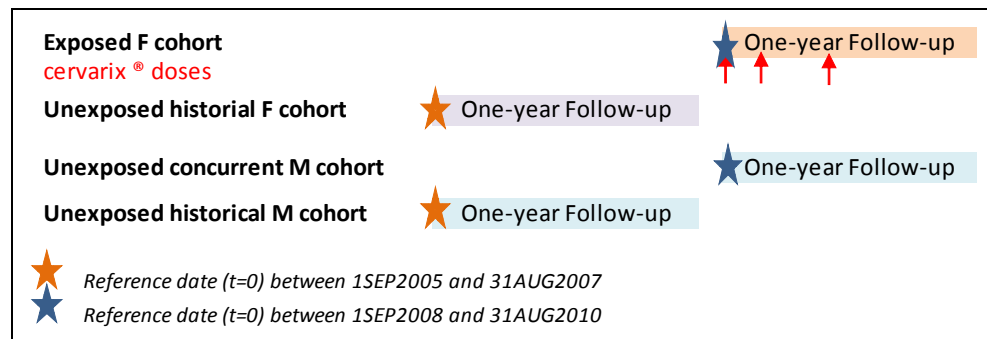 Exposed F cohort
One-year Follow-up
cervarix ® doses
Unexposed historial F cohort
One-year Follow-up
Unexposed concurrent M cohort
One-year Follow-up
Unexposed historical M cohort
One-year Follow-up
Reference date (t=0) between 1SEP2005 and 31AUG2007
Reference date (t=0) between 1SEP2008 and 31AUG2010